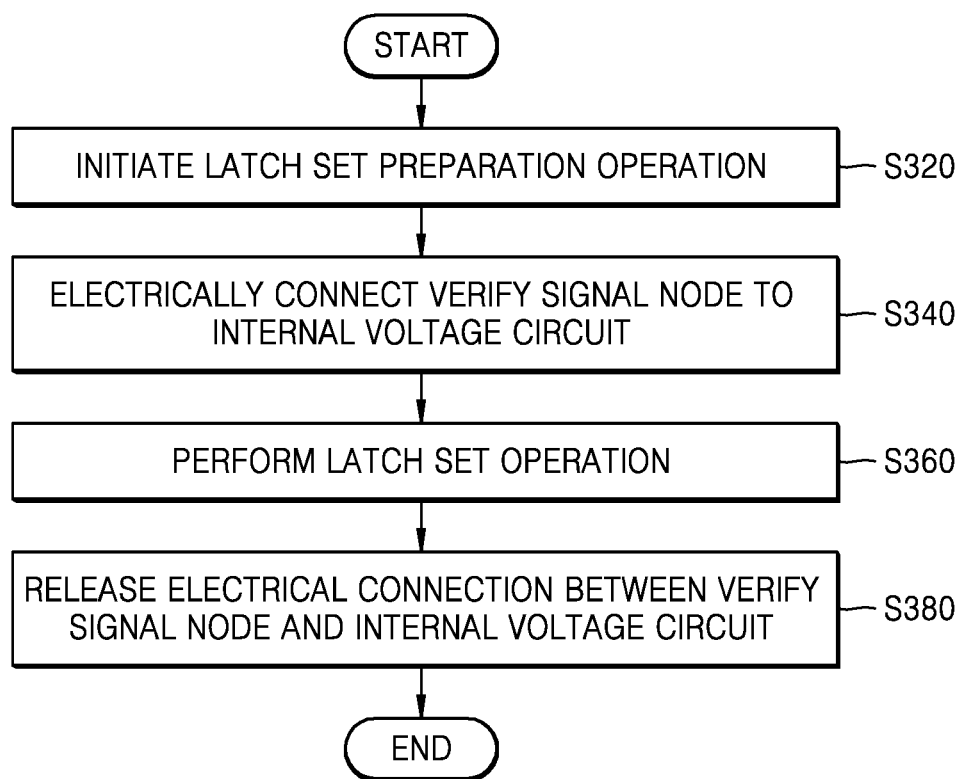 START
INITIATE LATCH SET PREPARATION OPERATION
S320
ELECTRICALLY CONNECT VERIFY SIGNAL NODE TO
INTERNAL VOLTAGE CIRCUIT
S340
PERFORM LATCH SET OPERATION
S360
RELEASE ELECTRICAL CONNECTION BETWEEN VERIFY
SIGNAL NODE AND INTERNAL VOLTAGE CIRCUIT
S380
END